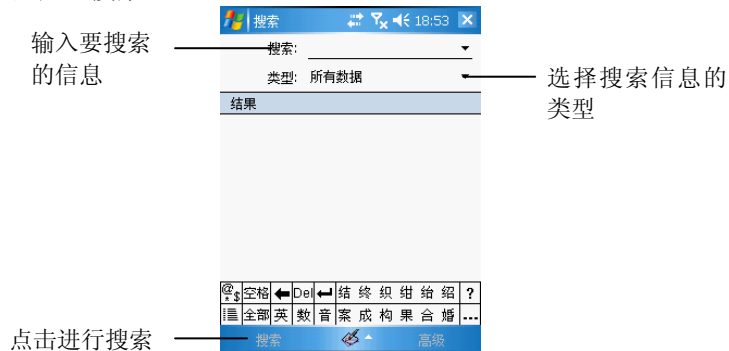 搜索 18:53
输入要搜索
的信息
搜索:
类型: 所有数据
选择搜索信息的
类型
结果
@*$ 空格 Del 结 终 织 绀 绐 绍 ?
全部 英 数 音 案 成 构 果 合 婚 ...
点击进行搜索
搜索 高级